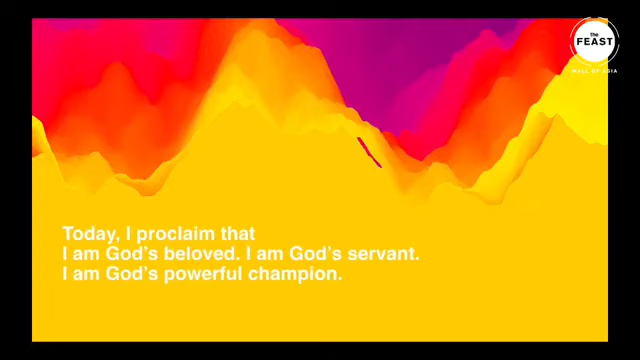 the
FEAST
MALL OF ASIA
Today, I proclaim that
I am God's beloved. I am God's servant.
I am God's powerful champion.